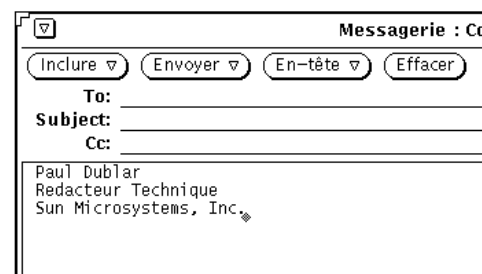 Messagerie : Co
Inclure Envoyer En-tête Effacer
To:
Subject:
Cc:
Paul Dublar
Redacteur Technique
Sun Microsystems, Inc.